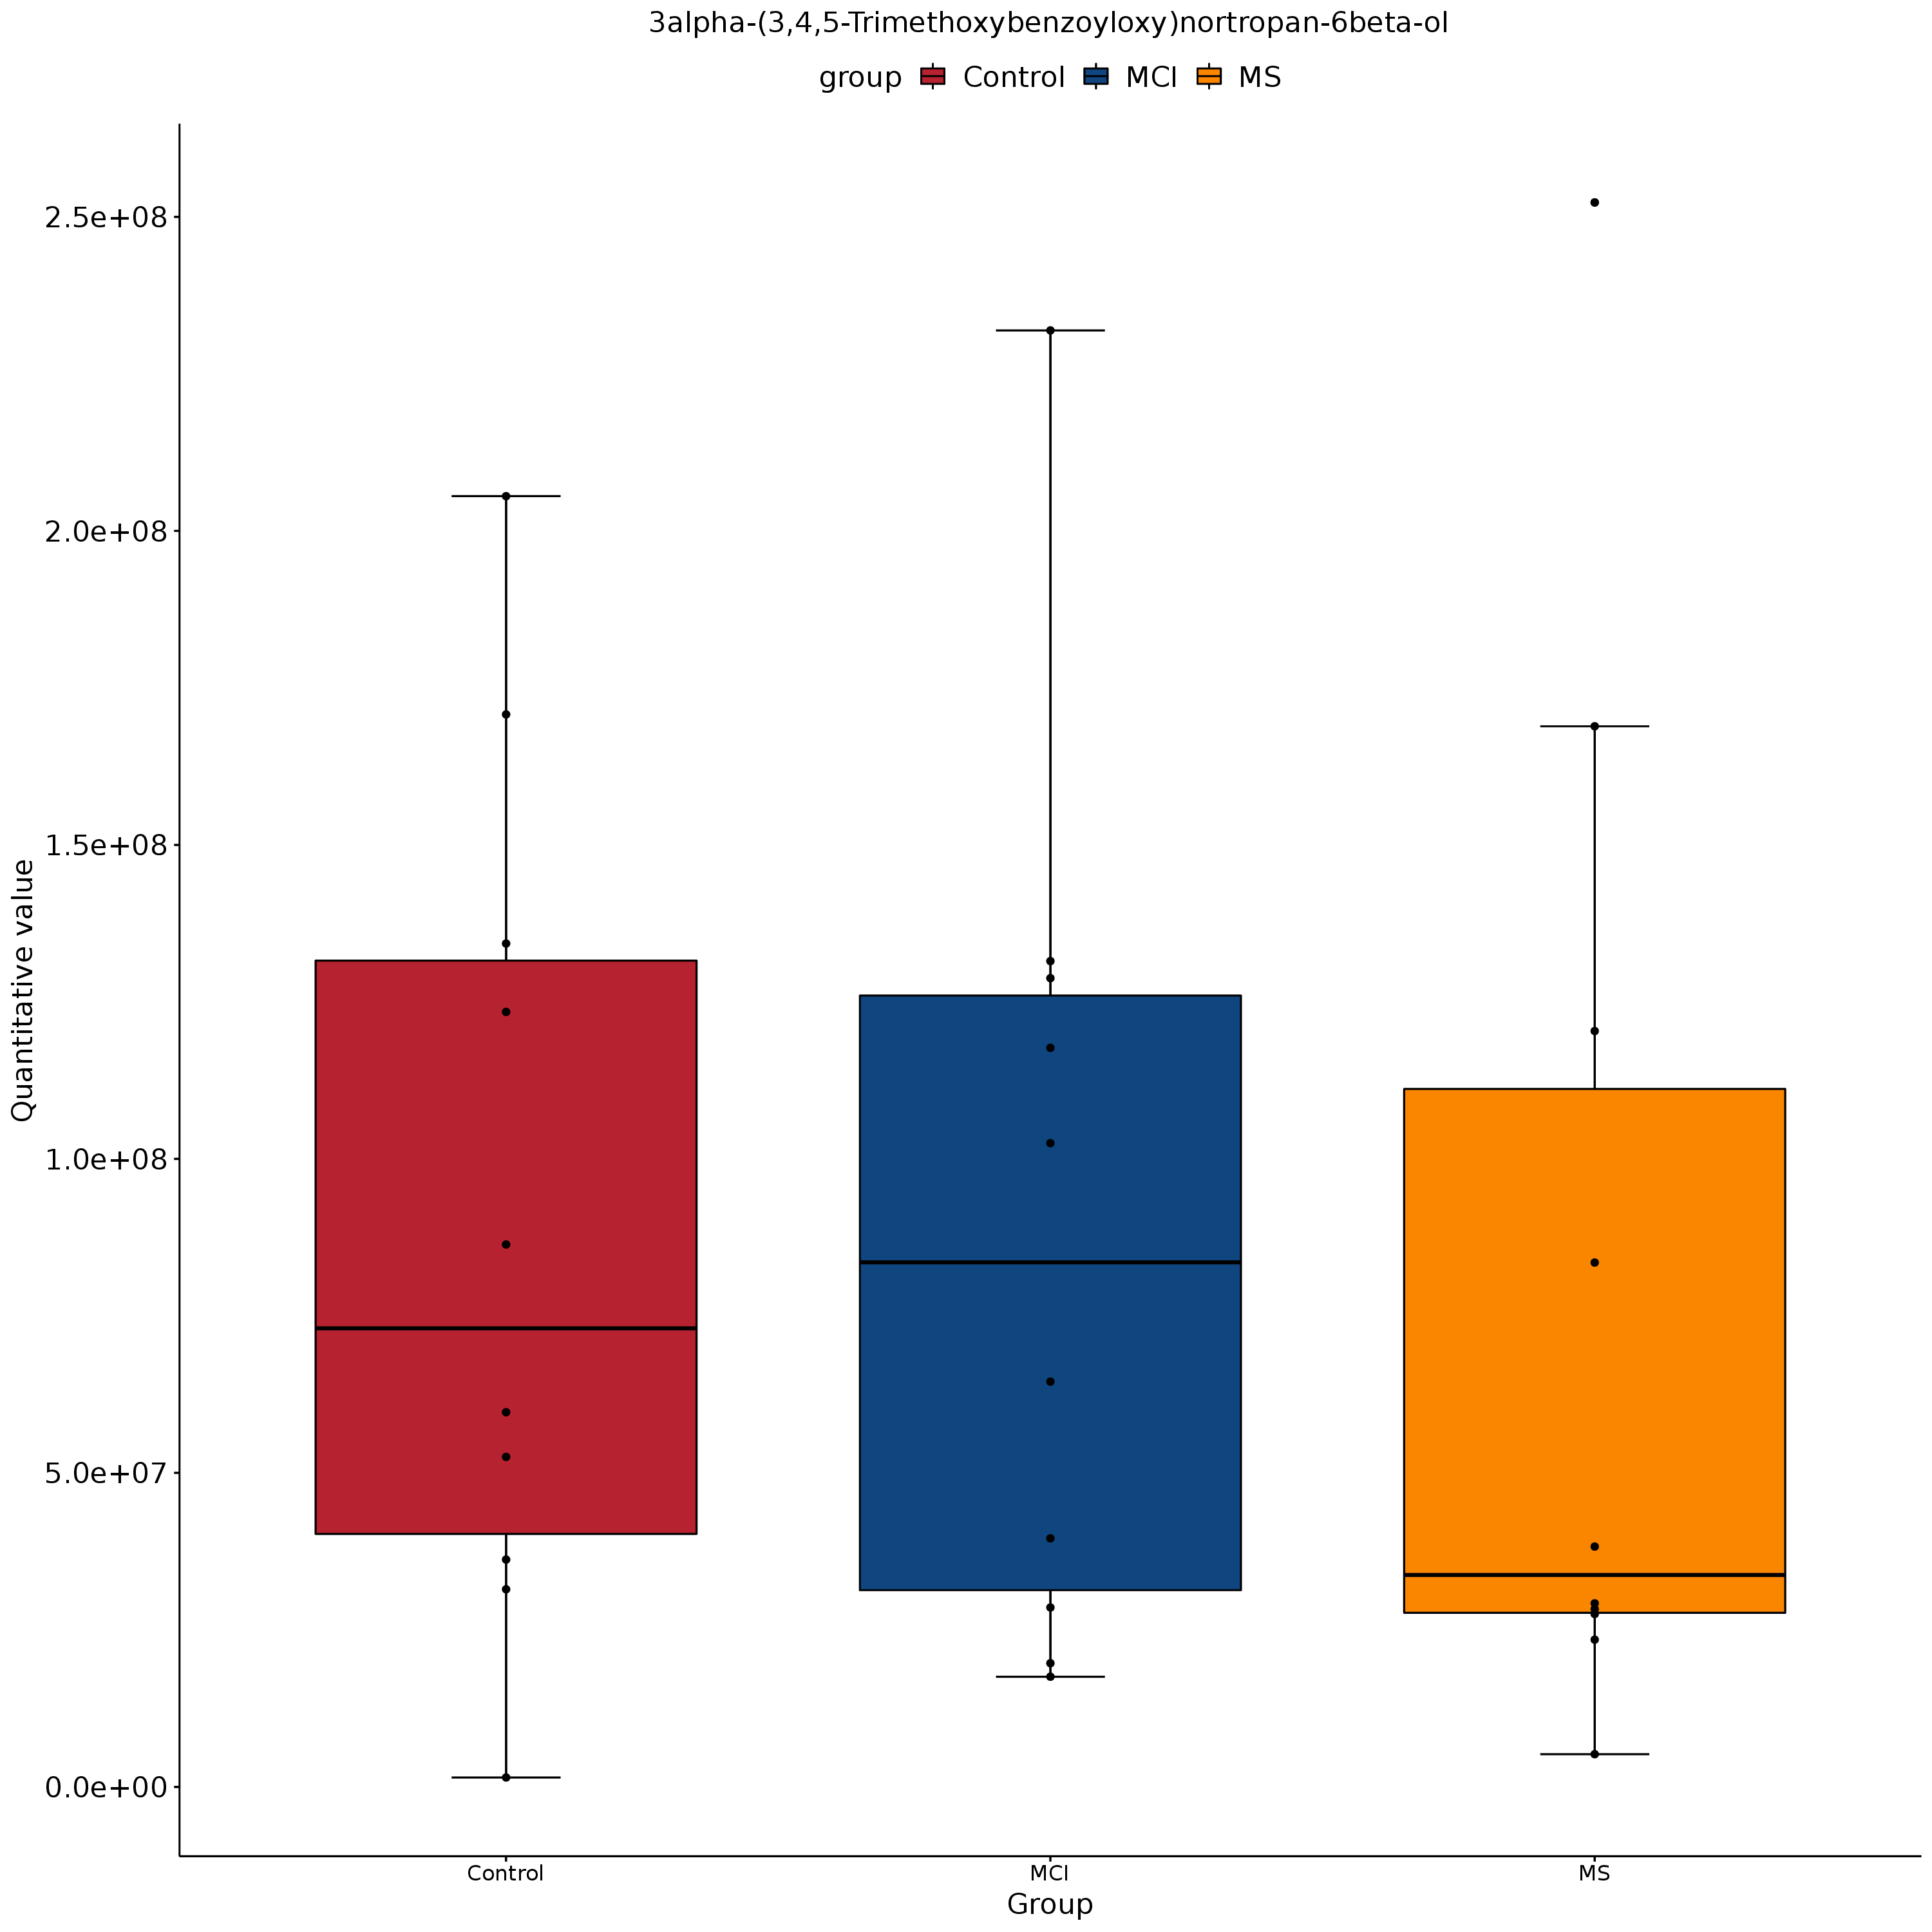 3alpha-(3,4,5-Trimethoxybenzoyloxy)nortropan-6beta-ol
group Control MCI MS
2.5e+08
2.0e+08
1.5e+08
1.0e+08
5.0e+07
0.0e+00
Quantitative value
Control MCI MS
Group